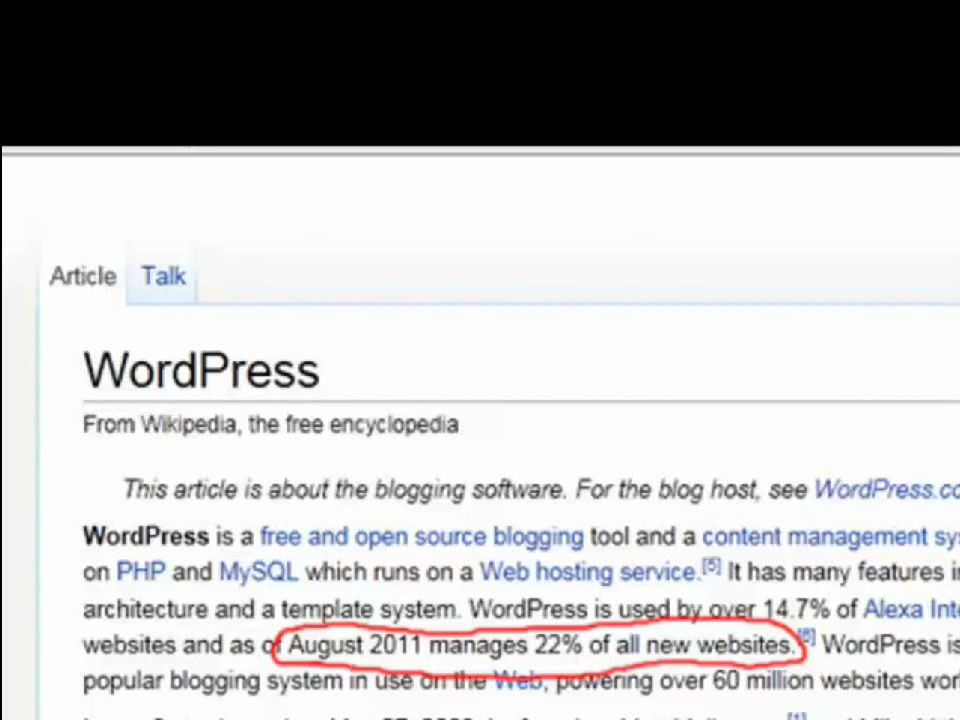 Article Talk
WordPress
From Wikipedia, the free encyclopedia
This article is about the blogging software. For the blog host, see WordPress.co
WordPress is a free and open source blogging tool and a content management sy
on PHP and MySQL which runs on a Web hosting service.[5] It has many features i
architecture and a template system. WordPress is used by over 14.7% of Alexa Int
websites and as of August 2011 manages 22% of all new websites.[6] WordPress is
popular blogging system in use on the Web, powering over 60 million websites wor